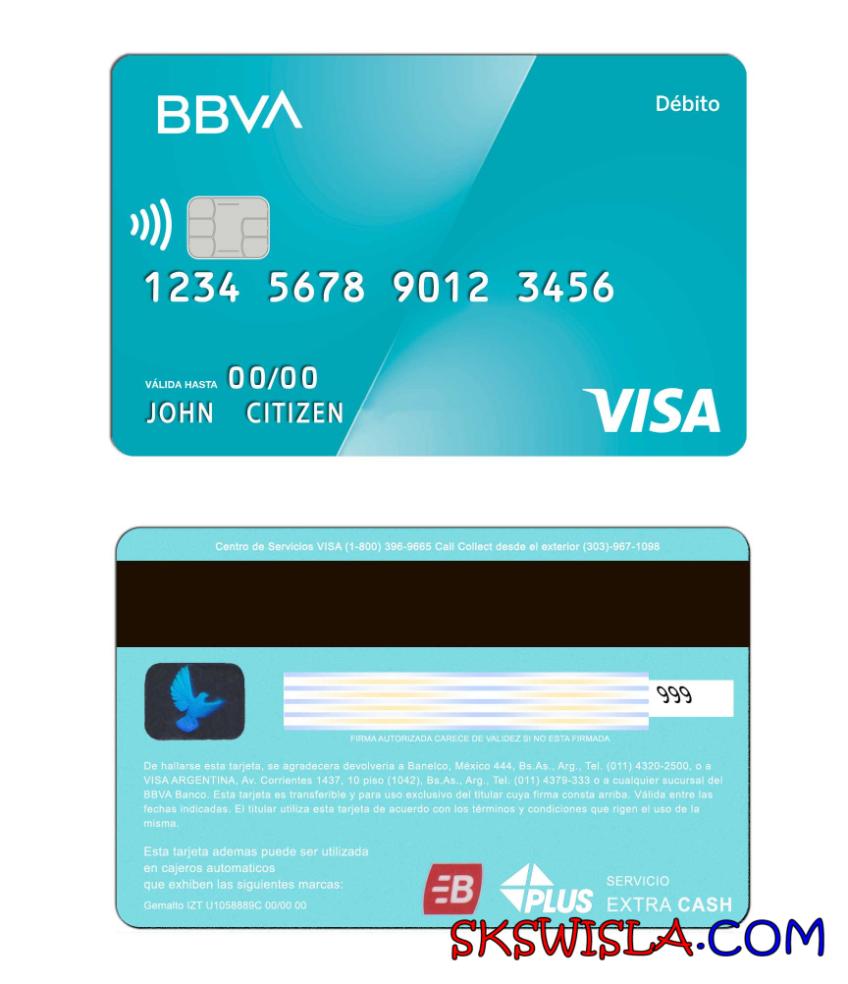 BBVA
Débito
1234 5678 9012 3456
VÁLIDA HASTA 00/00
JOHN CITIZEN
VISA
Centro de Servicios VISA (1-800) 396-9665 Call Collect desde el exterior (303)-967-1098
999
FIRMA AUTORIZADA CARECE DE VALIDEZ SI NO ESTA FIRMADA
De hallarse esta tarjeta, se agradecera devolveria a Banelco, México 444, Bs.As., Arg., Tel. (011) 4320-2500, o a
VISA ARGENTINA, Av. Corrientes 1437, 10 piso (1042), Bs.As., Arg., Tel. (011) 4379-333 o a cualquier sucursal del
BBVA Banco. Esta tarjeta es transferible y para uso exclusivo del titular cuya firma consta arriba. Válida entre las
fechas indicadas. El titular utiliza esta tarjeta de acuerdo con los términos y condiciones que rigen el uso de la
misma.
Esta tarjeta ademas puede ser utilizada
en cajeros automaticos
que exhiben las siguientes marcas:
Gemalto IZT U1058889C 00/00 00
B
PLUS
SERVICIO
EXTRA CASH
SKSWISLA.COM